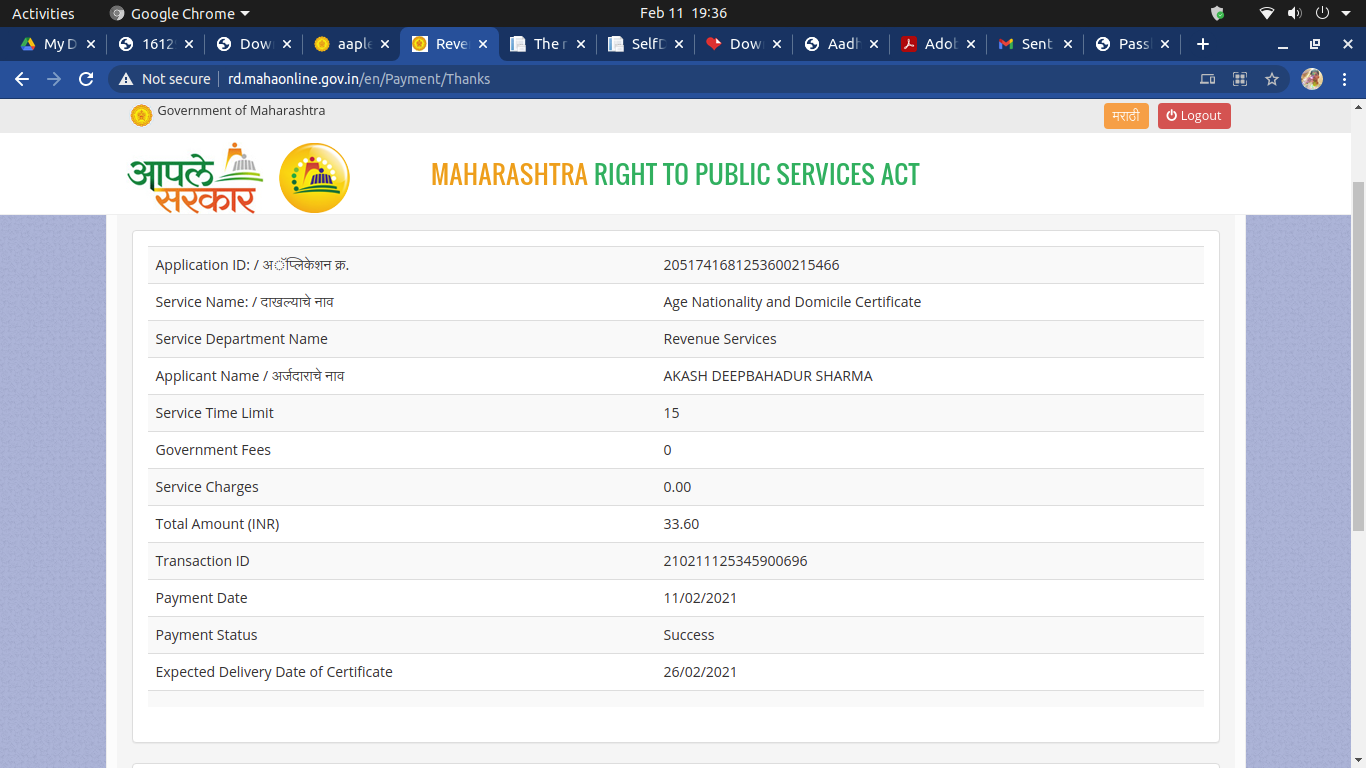 Activities
Google Chrome
Feb 11 19:36
My D
1612
Dow
aaple
Reve
The r
SelfD
Dow
Aadh
Adob
Sent
Pass
Not secure
rd.mahaonline.gov.in/en/Payment/Thanks
Government of Maharashtra
मराठी
Logout
आपले
सरकार
MAHARASHTRA RIGHT TO PUBLIC SERVICES ACT
Application ID: / अॅप्लिकेशन क्र. 2051741681253600215466
Service Name: / दाखल्याचे नाव Age Nationality and Domicile Certificate
Service Department Name Revenue Services
Applicant Name / अर्जदाराचे नाव AKASH DEEPBAHADUR SHARMA
Service Time Limit 15
Government Fees 0
Service Charges 0.00
Total Amount (INR) 33.60
Transaction ID 210211125345900696
Payment Date 11/02/2021
Payment Status Success
Expected Delivery Date of Certificate 26/02/2021